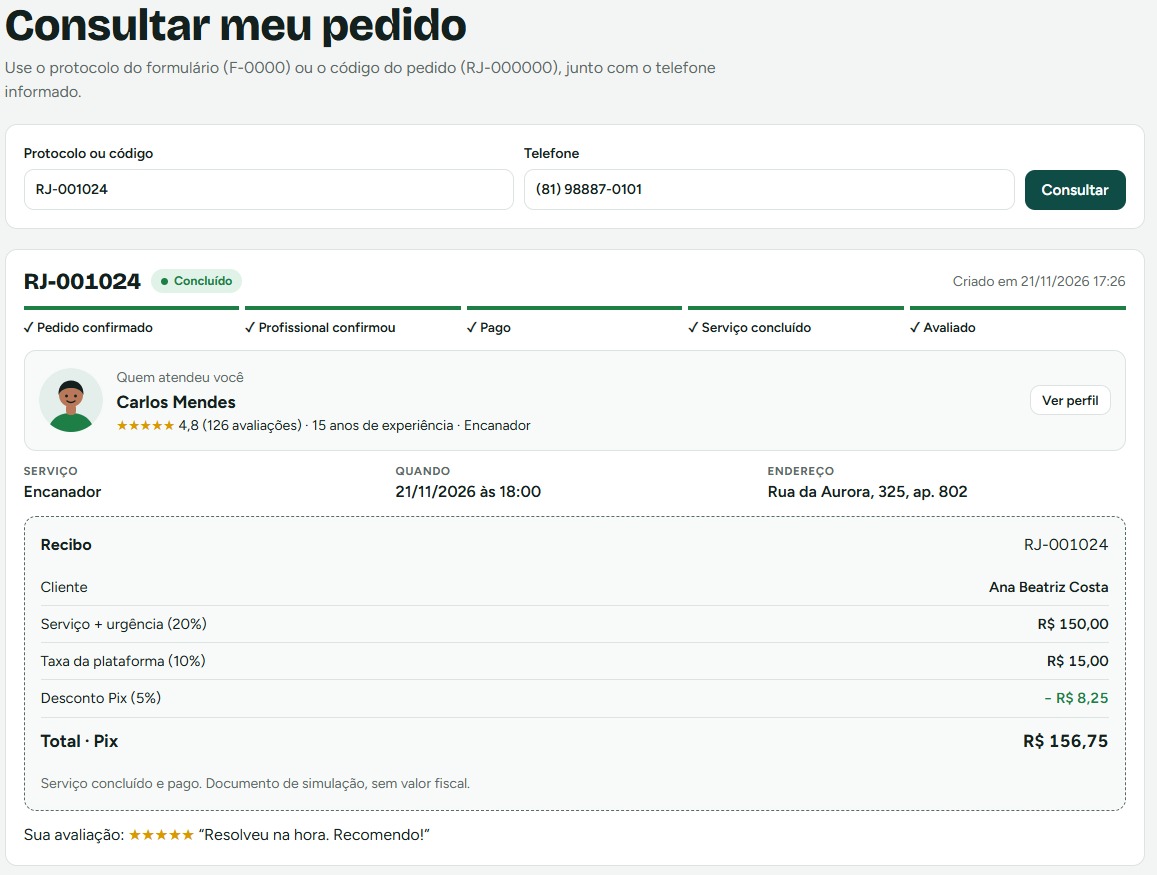 Consultar meu pedido
Use o protocolo do formulário (F-0000) ou o código do pedido (RJ-000000), junto com o telefone
informado.
Protocolo ou código
Telefone
RJ-001024
(81) 98887-0101
Consultar
RJ-001024
Concluído
Criado em 21/11/2026 17:26
✓ Pedido confirmado
✓ Profissional confirmou
✓ Pago
✓ Serviço concluído
✓ Avaliado
Quem atendeu você
Carlos Mendes
★★★★★ 4,8 (126 avaliações) · 15 anos de experiência · Encanador
Ver perfil
SERVIÇO
QUANDO
ENDEREÇO
Encanador
21/11/2026 às 18:00
Rua da Aurora, 325, ap. 802
Recibo
RJ-001024
Cliente
Ana Beatriz Costa
Serviço + urgência (20%)
R$ 150,00
Taxa da plataforma (10%)
R$ 15,00
Desconto Pix (5%)
− R$ 8,25
Total · Pix
R$ 156,75
Serviço concluído e pago. Documento de simulação, sem valor fiscal.
Sua avaliação: ★★★★★ “Resolveu na hora. Recomendo!”